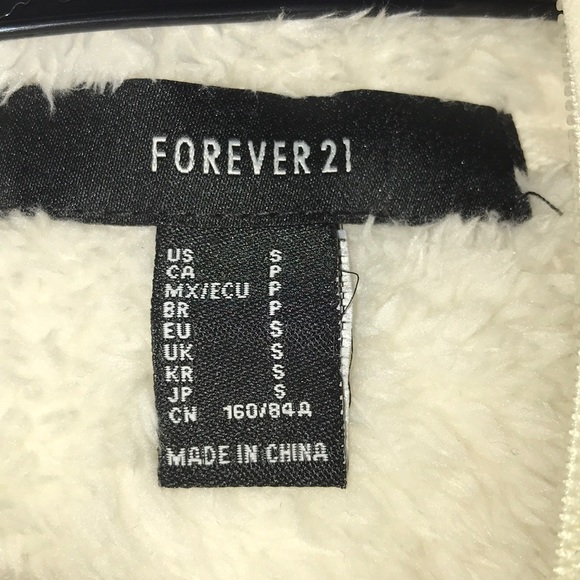 FOREVER 21
US S
CA P
MX/ECU P
BR P
EU S
UK S
KR S
JP S
CN 160/84A
MADE IN CHINA